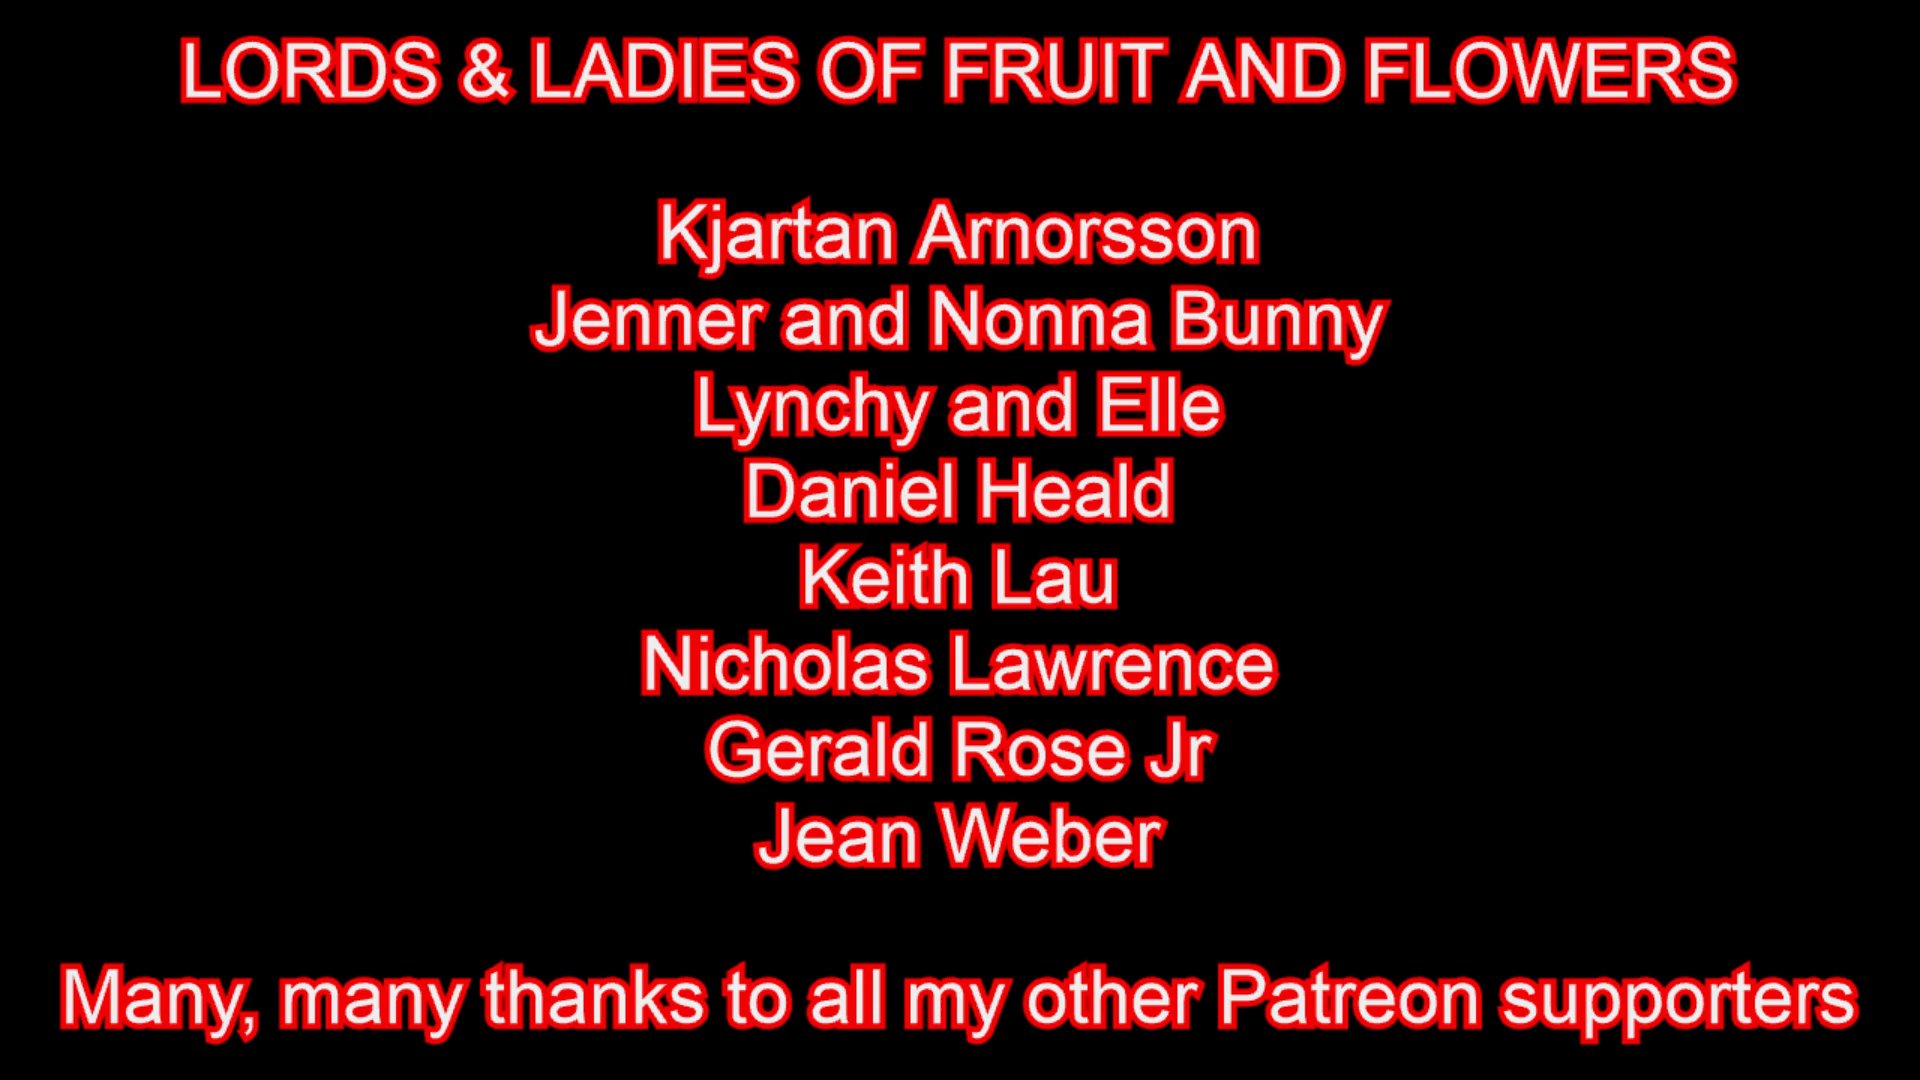 LORDS & LADIES OF FRUIT AND FLOWERS
Kjartan Arnorsson
Jenner and Nonna Bunny
Lynchy and Elle
Daniel Heald
Keith Lau
Nicholas Lawrence
Gerald Rose Jr
Jean Weber
Many, many thanks to all my other Patreon supporters